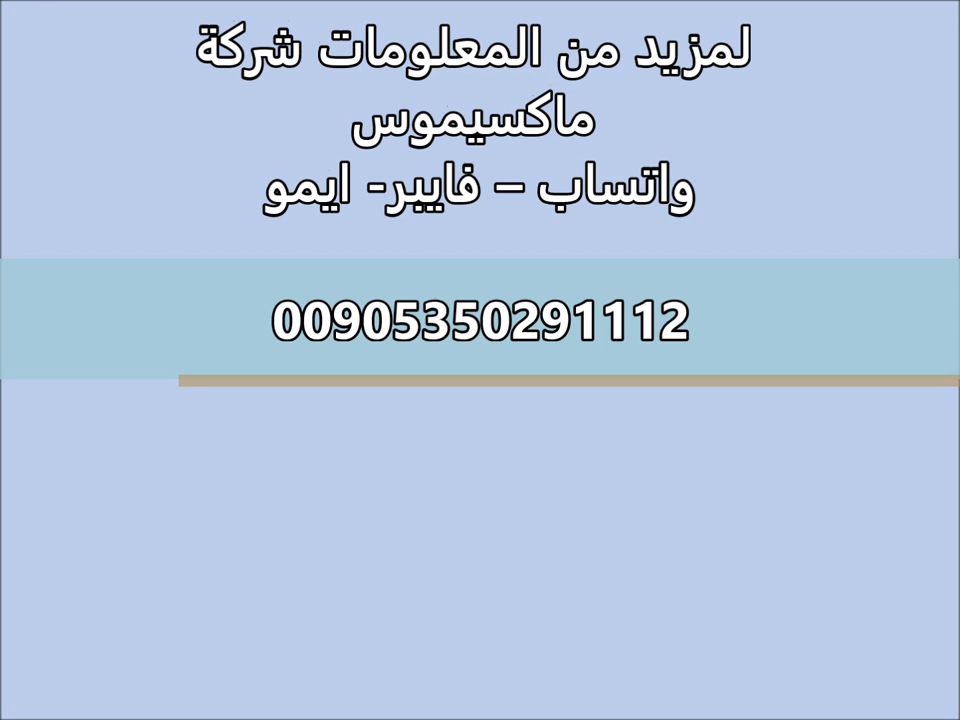 لمزيد من المعلومات شركة
ماكسيموس
واتساب – فايبر- ايمو
00905350291112